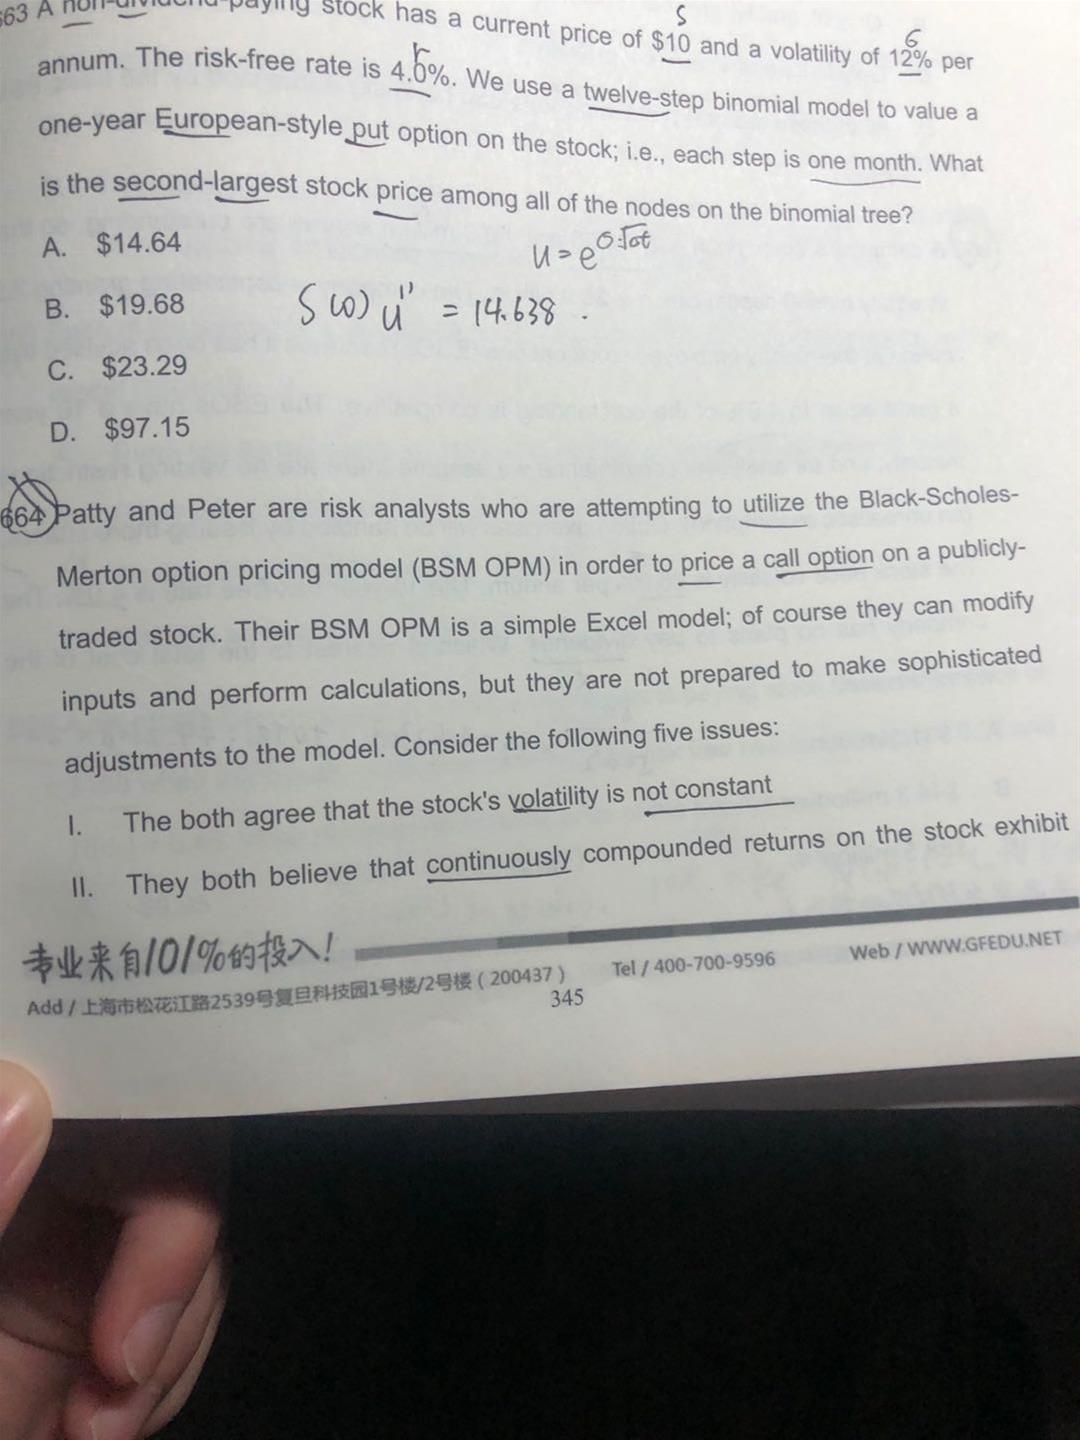 663 A non-dividend-paying stock has a current price of $10 and a volatility of 12% per
S
6
annum. The risk-free rate is 4.0%. We use a twelve-step binomial model to value a
r
one-year European-style put option on the stock; i.e., each step is one month. What
is the second-largest stock price among all of the nodes on the binomial tree?
A. $14.64
u = e^σ√Δt
B. $19.68
S(0) u^11 = 14.638 .
C. $23.29
D. $97.15
664 Patty and Peter are risk analysts who are attempting to utilize the Black-Scholes-
Merton option pricing model (BSM OPM) in order to price a call option on a publicly-
traded stock. Their BSM OPM is a simple Excel model; of course they can modify
inputs and perform calculations, but they are not prepared to make sophisticated
adjustments to the model. Consider the following five issues:
I. The both agree that the stock's volatility is not constant
II. They both believe that continuously compounded returns on the stock exhibit
专业来自101%的投入!
Add / 上海市松花江路2539号复旦科技园1号楼/2号楼 ( 200437 )
Tel / 400-700-9596
Web / WWW.GFEDU.NET
345